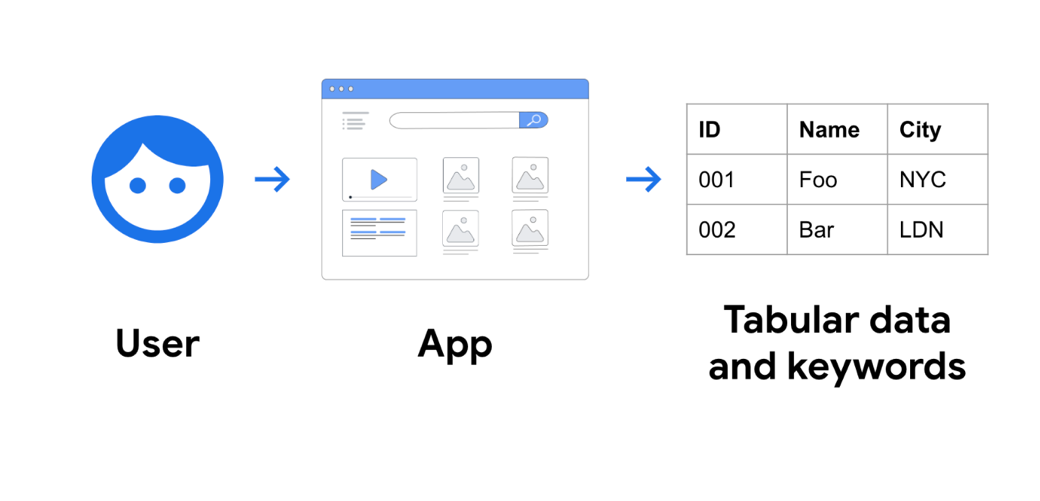 ID Name City
001 Foo NYC
002 Bar LDN
User
App
Tabular data
and keywords